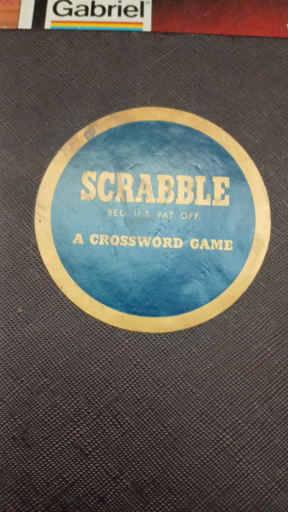 Gabriel
SCRABBLE
REG. U.S. PAT. OFF.
A CROSSWORD GAME